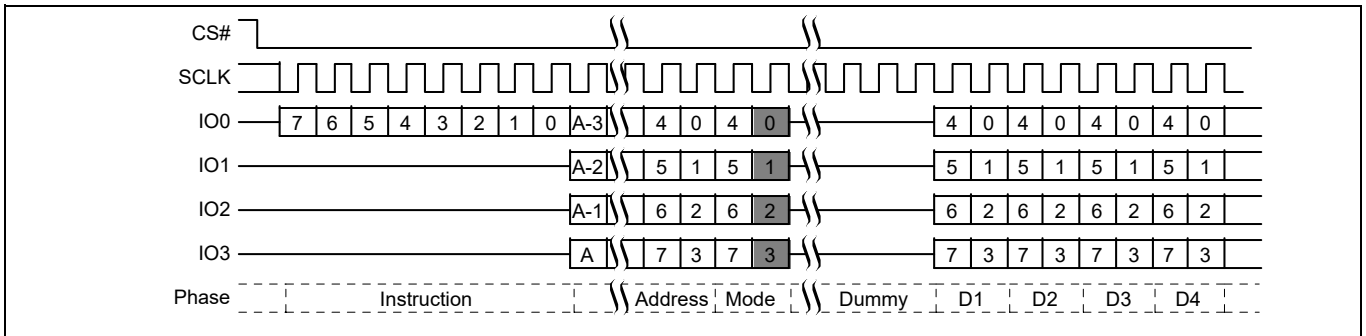 CS#
SCLK
IO0 7 6 5 4 3 2 1 0 A-3 4 0 4 0 4 0 4 0 4 0 4 0
IO1 A-2 5 1 5 1 5 1 5 1 5 1 5 1
IO2 A-1 6 2 6 2 6 2 6 2 6 2 6 2
IO3 A 7 3 7 3 7 3 7 3 7 3 7 3
Phase Instruction Address Mode Dummy D1 D2 D3 D4